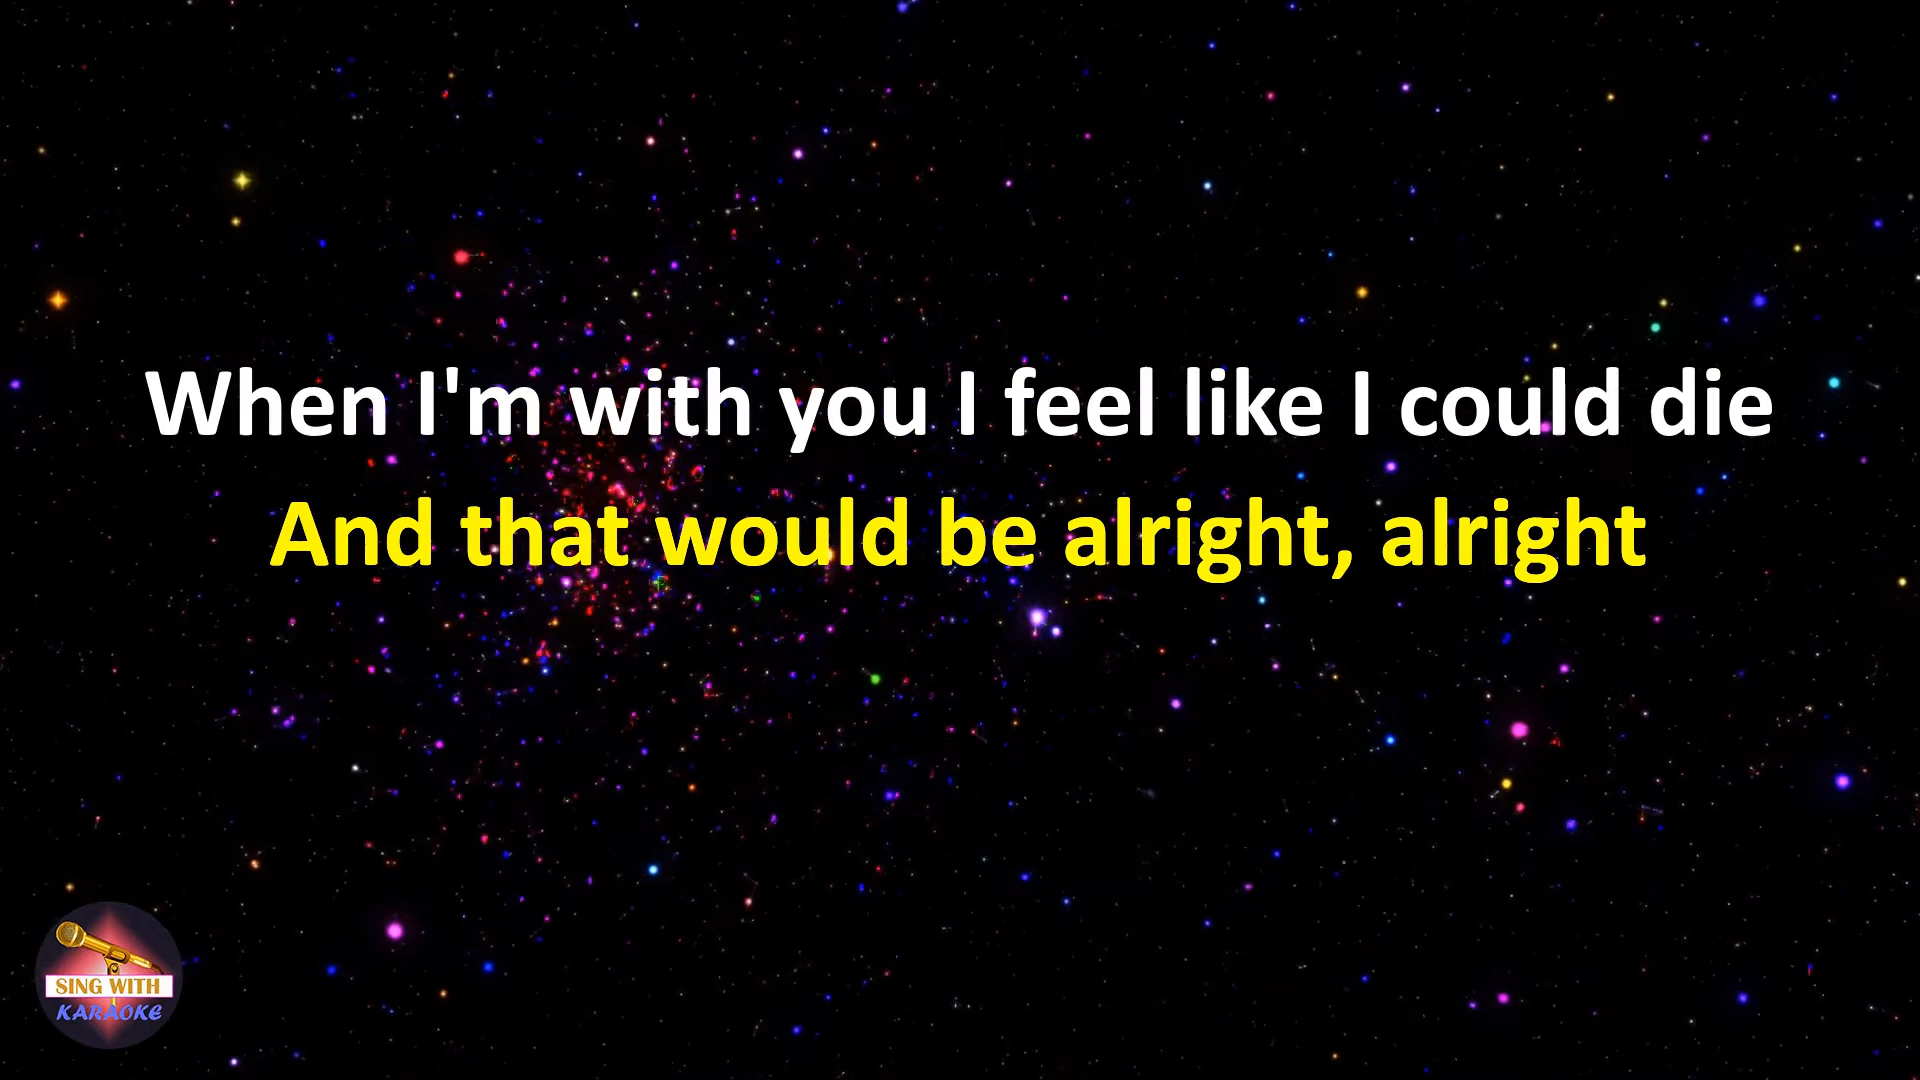 When I'm with you I feel like I could die
And that would be alright, alright
SING WITH
KARAOKE